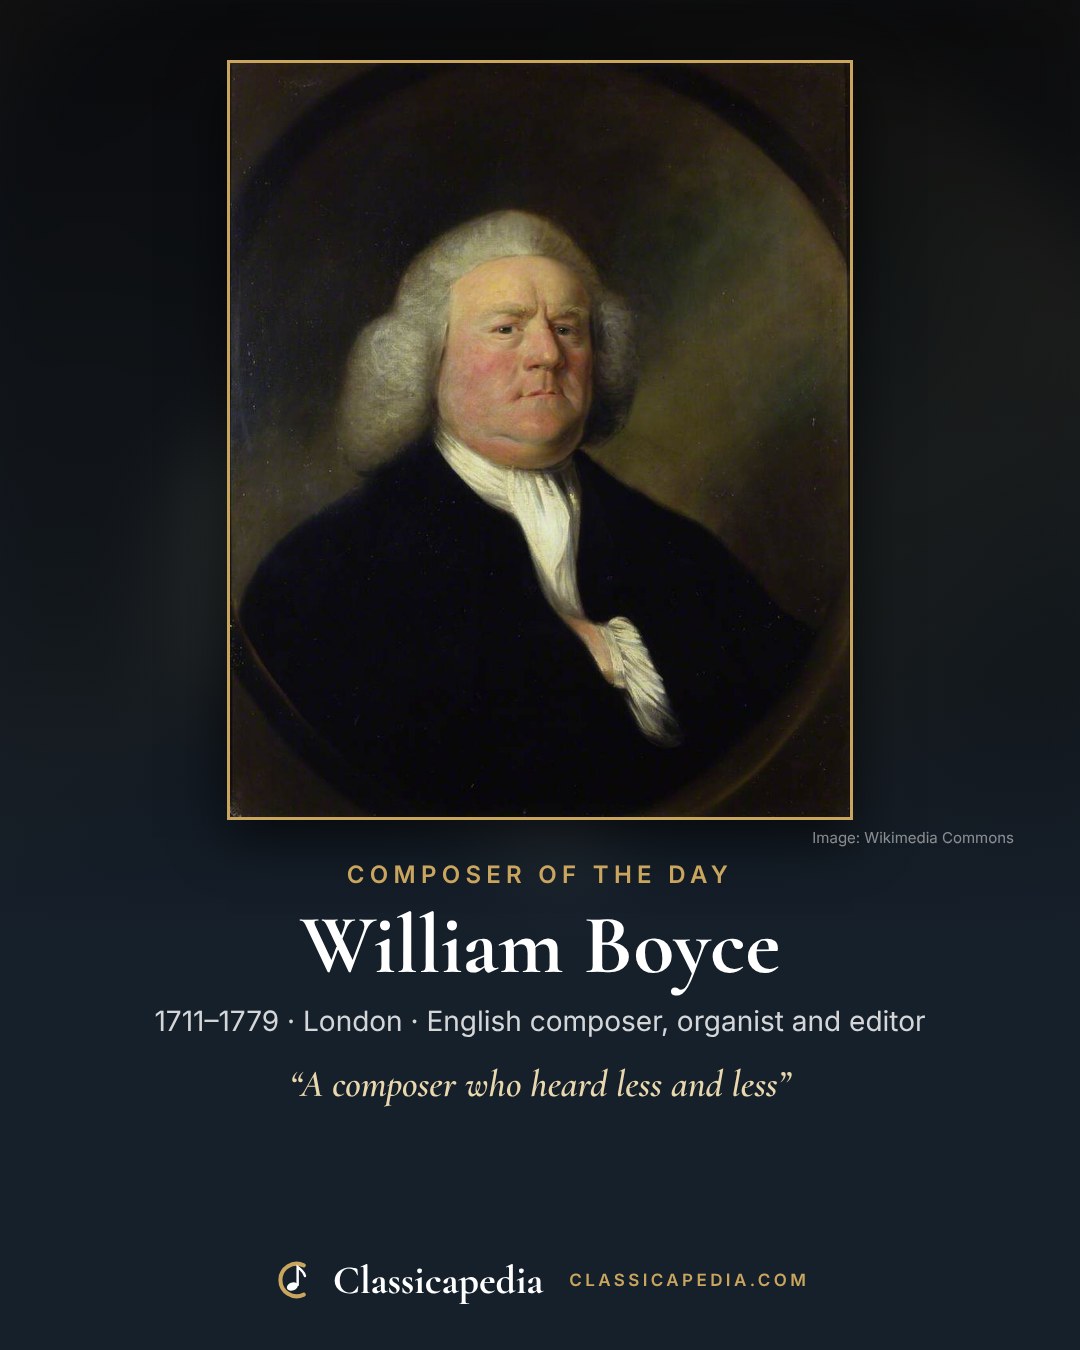 Image: Wikimedia Commons
COMPOSER OF THE DAY
William Boyce
1711–1779 · London · English composer, organist and editor
“A composer who heard less and less”
Classicapedia CLASSICAPEDIA.COM